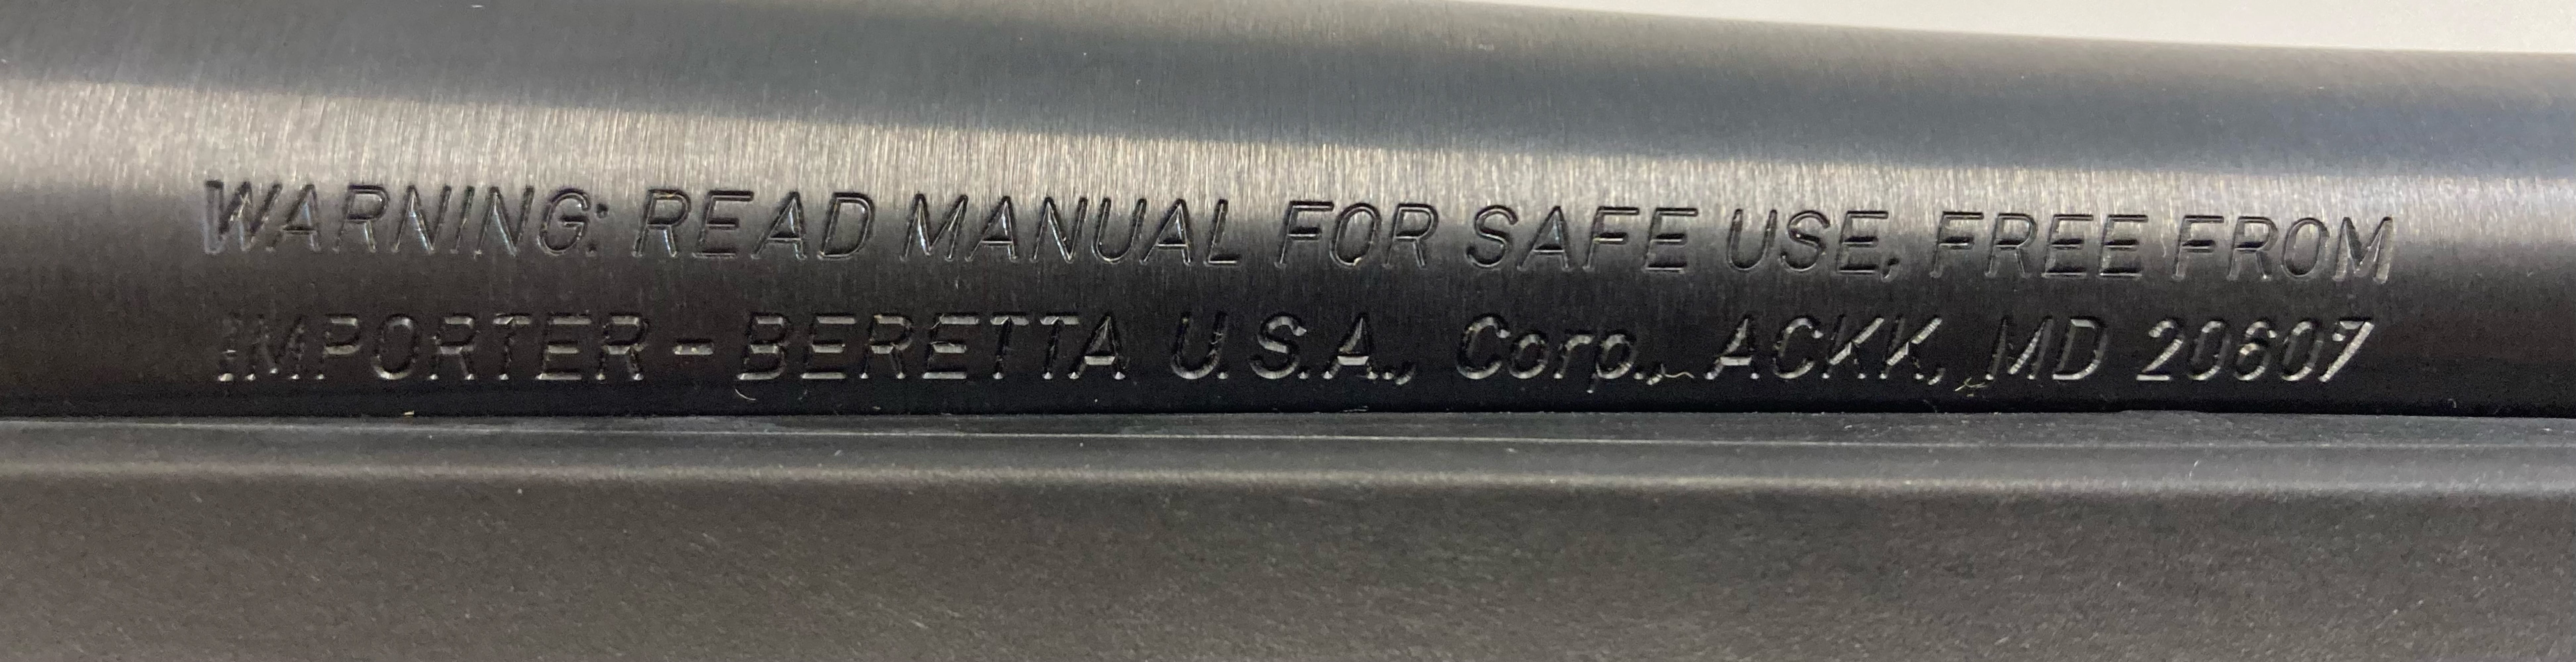 WARNING: READ MANUAL FOR SAFE USE, FREE FROM
IMPORTER - BERETTA U.S.A., Corp., ACKK, MD 20607